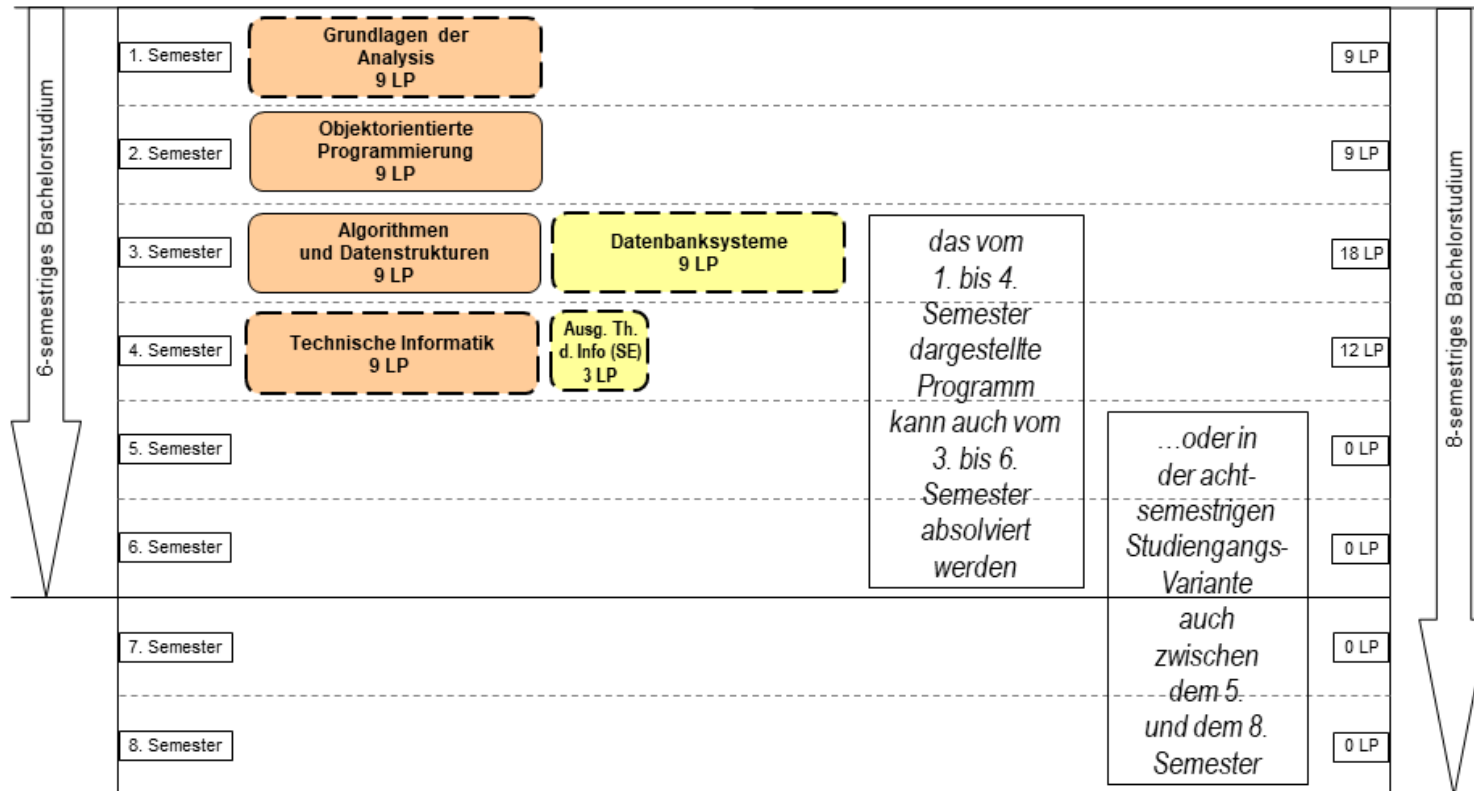 6-semestriges Bachelorstudium
1. Semester
Grundlagen der
Analysis
9 LP
9 LP
2. Semester
Objektorientierte
Programmierung
9 LP
9 LP
3. Semester
Algorithmen
und Datenstrukturen
9 LP
Datenbanksysteme
9 LP
18 LP
4. Semester
Technische Informatik
9 LP
Ausg. Th.
d. Info (SE)
3 LP
12 LP
das vom
1. bis 4.
Semester
dargestellte
Programm
kann auch vom
3. bis 6.
Semester
absolviert
werden
5. Semester
0 LP
6. Semester
0 LP
…oder in
der acht-
semestrigen
Studiengangs-
Variante
auch
zwischen
dem 5.
und dem 8.
Semester
7. Semester
0 LP
8. Semester
0 LP
8-semestriges Bachelorstudium